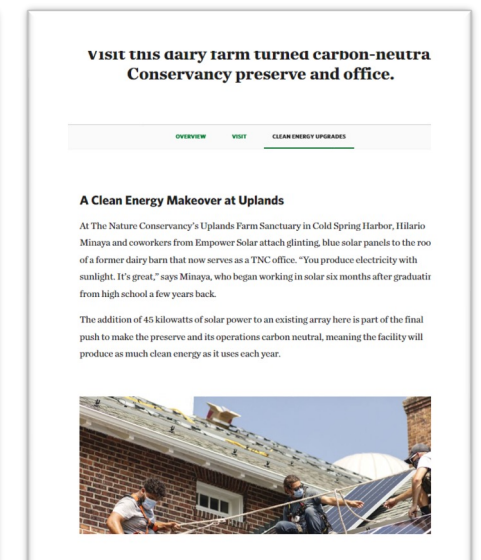 Visit this dairy farm turned carbon-neutra
Conservancy preserve and office.
OVERVIEW
VISIT
CLEAN ENERGY UPGRADES
A Clean Energy Makeover at Uplands
At The Nature Conservancy's Uplands Farm Sanctuary in Cold Spring Harbor, Hilario
Minaya and coworkers from Empower Solar attach glinting, blue solar panels to the roo
of a former dairy barn that now serves as a TNC office. “You produce electricity with
sunlight. It's great,” says Minaya, who began working in solar six months after graduatin
from high school a few years back.
The addition of 45 kilowatts of solar power to an existing array here is part of the final
push to make the preserve and its operations carbon neutral, meaning the facility will
produce as much clean energy as it uses each year.